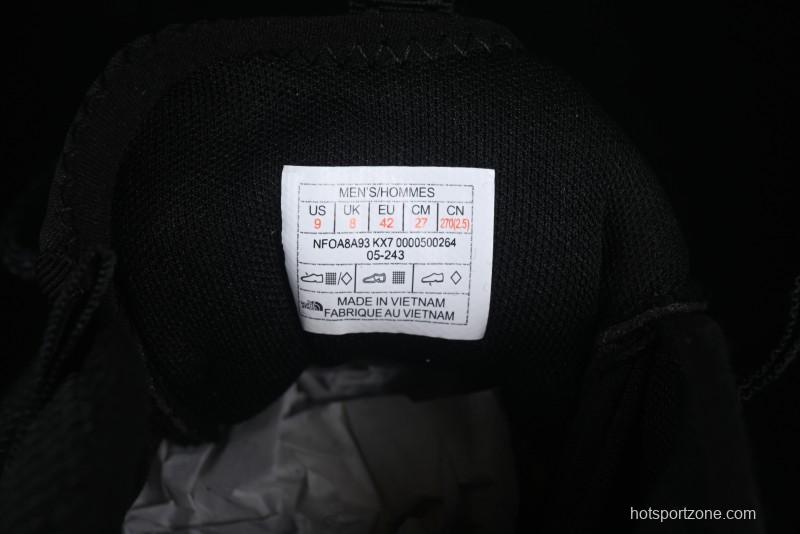 MEN'S/HOMMES
US UK EU CM CN
9 8 42 27 270(2.5)
NFOA8A93 KX7 0000500264
05-243
MADE IN VIETNAM
FABRIQUE AU VIETNAM
hotsportzone.com